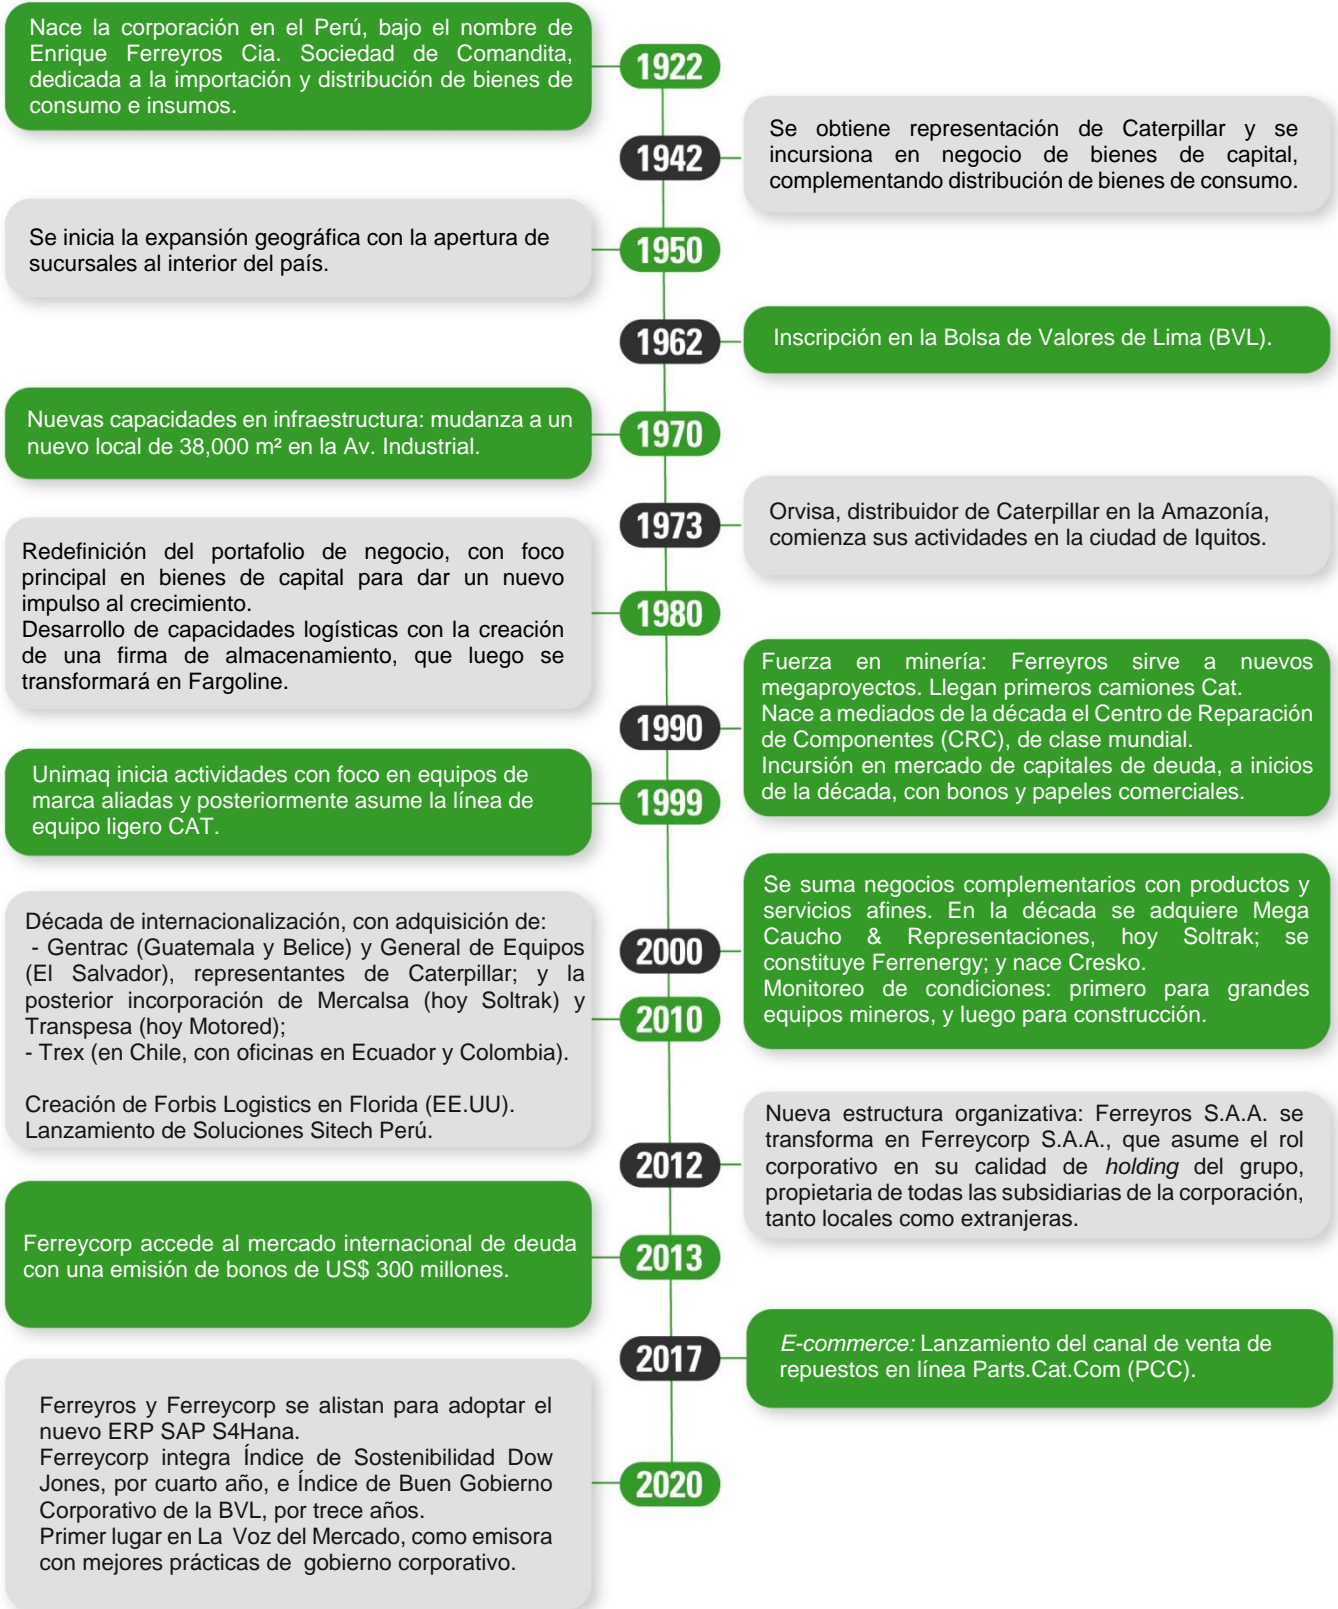 Nace la corporación en el Perú, bajo el nombre de
Enrique Ferreyros Cia. Sociedad de Comandita,
dedicada a la importación y distribución de bienes de
consumo e insumos.
1922
1942
Se obtiene representación de Caterpillar y se
incursiona en negocio de bienes de capital,
complementando distribución de bienes de consumo.
Se inicia la expansión geográfica con la apertura de
sucursales al interior del país.
1950
1962
Inscripción en la Bolsa de Valores de Lima (BVL).
Nuevas capacidades en infraestructura: mudanza a un
nuevo local de 38,000 m² en la Av. Industrial.
1970
1973
Orvisa, distribuidor de Caterpillar en la Amazonía,
comienza sus actividades en la ciudad de Iquitos.
Redefinición del portafolio de negocio, con foco
principal en bienes de capital para dar un nuevo
impulso al crecimiento.
Desarrollo de capacidades logísticas con la creación
de una firma de almacenamiento, que luego se
transformará en Fargoline.
1980
1990
Fuerza en minería: Ferreyros sirve a nuevos
megaproyectos. Llegan primeros camiones Cat.
Nace a mediados de la década el Centro de Reparación
de Componentes (CRC), de clase mundial.
Incursión en mercado de capitales de deuda, a inicios
de la década, con bonos y papeles comerciales.
Unimaq inicia actividades con foco en equipos de
marca aliadas y posteriormente asume la línea de
equipo ligero CAT.
1999
2000
Se suma negocios complementarios con productos y
servicios afines. En la década se adquiere Mega
Caucho & Representaciones, hoy Soltrak; se
constituye Ferrenergy; y nace Cresko.
Monitoreo de condiciones: primero para grandes
equipos mineros, y luego para construcción.
Década de internacionalización, con adquisición de:
- Gentrac (Guatemala y Belice) y General de Equipos
(El Salvador), representantes de Caterpillar; y la
posterior incorporación de Mercalsa (hoy Soltrak) y
Transpesa (hoy Motored);
- Trex (en Chile, con oficinas en Ecuador y Colombia).
Creación de Forbis Logistics en Florida (EE.UU).
Lanzamiento de Soluciones Sitech Perú.
2010
2012
Nueva estructura organizativa: Ferreyros S.A.A. se
transforma en Ferreycorp S.A.A., que asume el rol
corporativo en su calidad de holding del grupo,
propietaria de todas las subsidiarias de la corporación,
tanto locales como extranjeras.
Ferreycorp accede al mercado internacional de deuda
con una emisión de bonos de US$ 300 millones.
2013
2017
E-commerce: Lanzamiento del canal de venta de
repuestos en línea Parts.Cat.Com (PCC).
Ferreyros y Ferreycorp se alistan para adoptar el
nuevo ERP SAP S4Hana.
Ferreycorp integra Índice de Sostenibilidad Dow
Jones, por cuarto año, e Índice de Buen Gobierno
Corporativo de la BVL, por trece años.
Primer lugar en La Voz del Mercado, como emisora
con mejores prácticas de gobierno corporativo.
2020